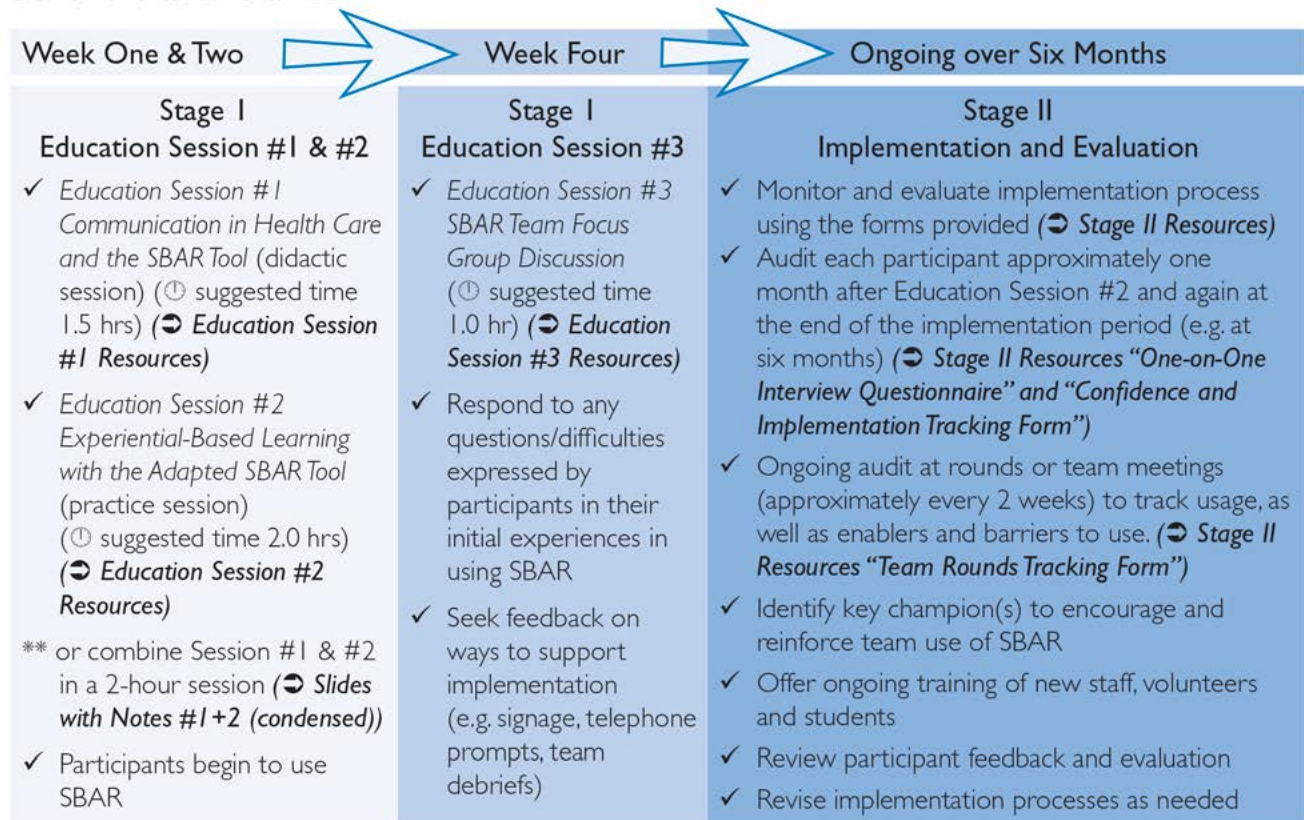 Week One & Two
Week Four
Ongoing over Six Months
Stage I
Education Session #1 & #2
✓ Education Session #1
Communication in Health Care
and the SBAR Tool (didactic
session) (🕛 suggested time
1.5 hrs) (➲ Education Session
#1 Resources)
✓ Education Session #2
Experiential-Based Learning
with the Adapted SBAR Tool
(practice session)
(🕛 suggested time 2.0 hrs)
(➲ Education Session #2
Resources)
** or combine Session #1 & #2
in a 2-hour session (➲ Slides
with Notes #1+2 (condensed))
✓ Participants begin to use
SBAR
Stage I
Education Session #3
✓ Education Session #3
SBAR Team Focus
Group Discussion
(🕛 suggested time
1.0 hr) (➲ Education
Session #3 Resources)
✓ Respond to any
questions/difficulties
expressed by
participants in their
initial experiences in
using SBAR
✓ Seek feedback on
ways to support
implementation
(e.g. signage, telephone
prompts, team
debriefs)
Stage II
Implementation and Evaluation
✓ Monitor and evaluate implementation process
using the forms provided (➲ Stage II Resources)
✓ Audit each participant approximately one
month after Education Session #2 and again at
the end of the implementation period (e.g. at
six months) (➲ Stage II Resources “One-on-One
Interview Questionnaire” and “Confidence and
Implementation Tracking Form”)
✓ Ongoing audit at rounds or team meetings
(approximately every 2 weeks) to track usage, as
well as enablers and barriers to use. (➲ Stage II
Resources “Team Rounds Tracking Form”)
✓ Identify key champion(s) to encourage and
reinforce team use of SBAR
✓ Offer ongoing training of new staff, volunteers
and students
✓ Review participant feedback and evaluation
✓ Revise implementation processes as needed